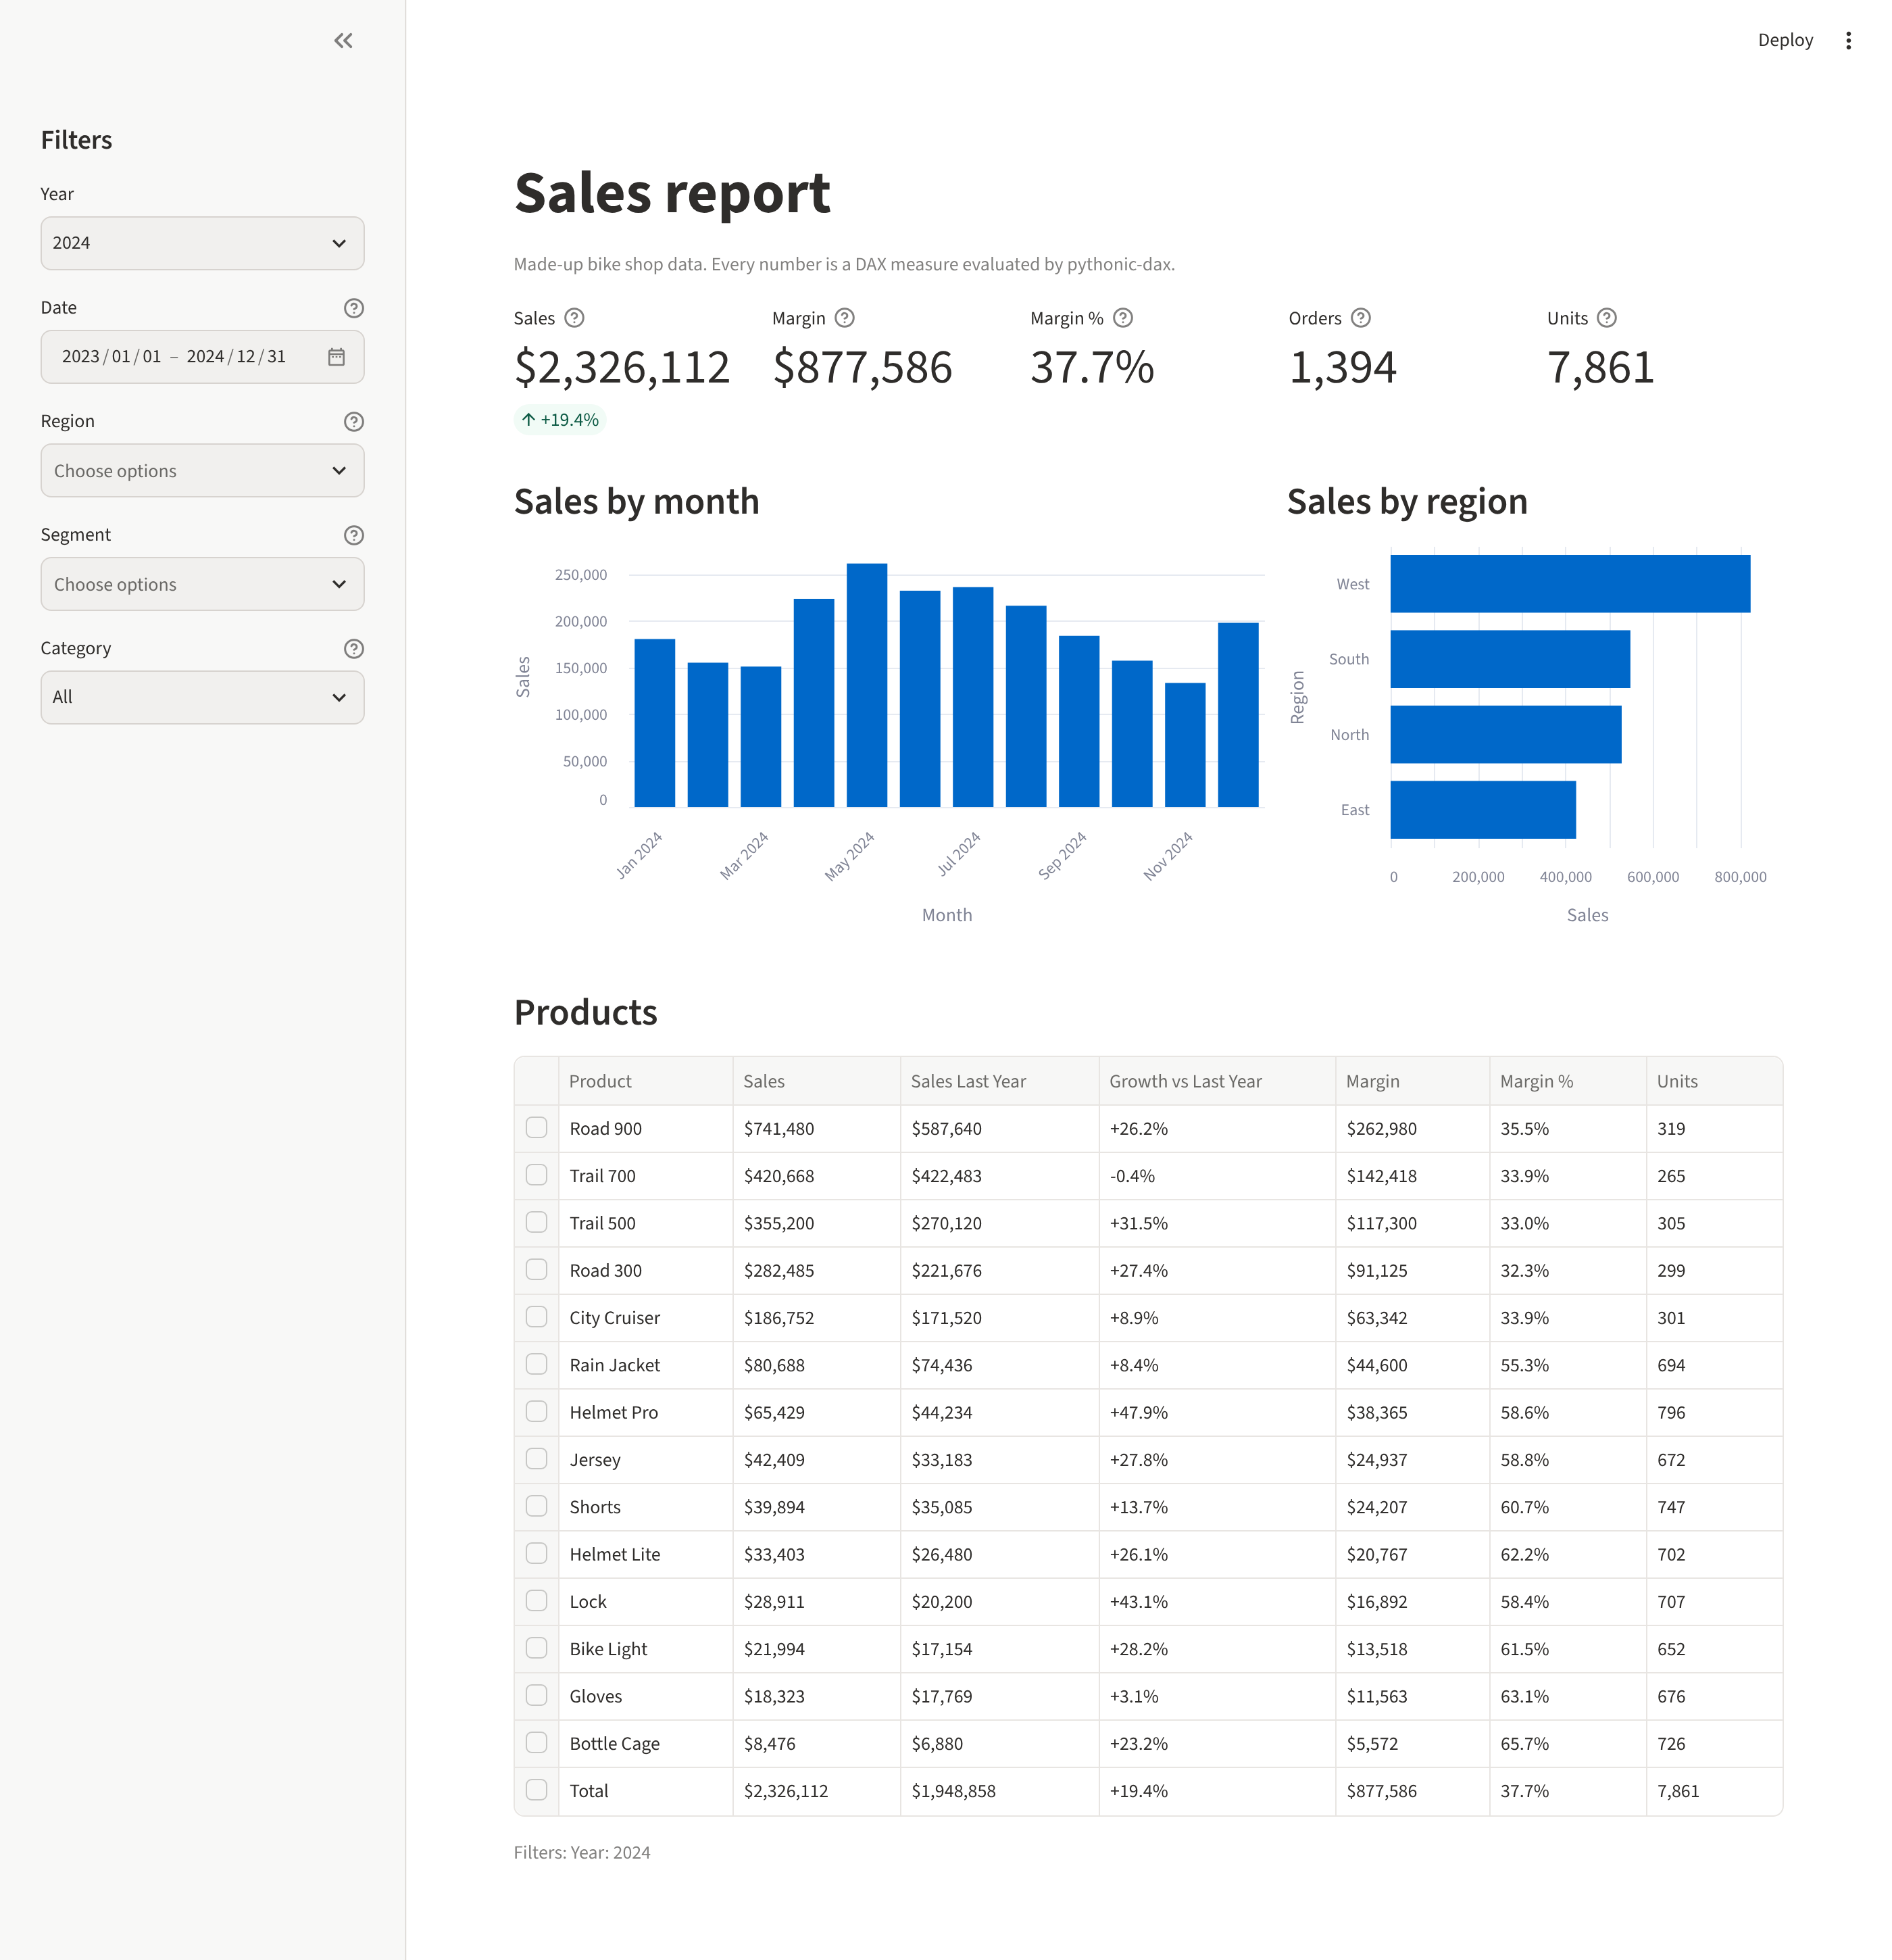 Deploy
Filters
Year
2024
Date
2023/01/01 – 2024/12/31
Region
Choose options
Segment
Choose options
Category
All
Sales report
Made-up bike shop data. Every number is a DAX measure evaluated by pythonic-dax.
Sales Margin Margin % Orders Units
$2,326,112 $877,586 37.7% 1,394 7,861
+19.4%
Sales by month
250,000
200,000
150,000
100,000
50,000
0
Sales
Jan 2024 Mar 2024 May 2024 Jul 2024 Sep 2024 Nov 2024
Month
Sales by region
West
South
North
East
Region
0 200,000 400,000 600,000 800,000
Sales
Products
Product Sales Sales Last Year Growth vs Last Year Margin Margin % Units
Road 900 $741,480 $587,640 +26.2% $262,980 35.5% 319
Trail 700 $420,668 $422,483 -0.4% $142,418 33.9% 265
Trail 500 $355,200 $270,120 +31.5% $117,300 33.0% 305
Road 300 $282,485 $221,676 +27.4% $91,125 32.3% 299
City Cruiser $186,752 $171,520 +8.9% $63,342 33.9% 301
Rain Jacket $80,688 $74,436 +8.4% $44,600 55.3% 694
Helmet Pro $65,429 $44,234 +47.9% $38,365 58.6% 796
Jersey $42,409 $33,183 +27.8% $24,937 58.8% 672
Shorts $39,894 $35,085 +13.7% $24,207 60.7% 747
Helmet Lite $33,403 $26,480 +26.1% $20,767 62.2% 702
Lock $28,911 $20,200 +43.1% $16,892 58.4% 707
Bike Light $21,994 $17,154 +28.2% $13,518 61.5% 652
Gloves $18,323 $17,769 +3.1% $11,563 63.1% 676
Bottle Cage $8,476 $6,880 +23.2% $5,572 65.7% 726
Total $2,326,112 $1,948,858 +19.4% $877,586 37.7% 7,861
Filters: Year: 2024